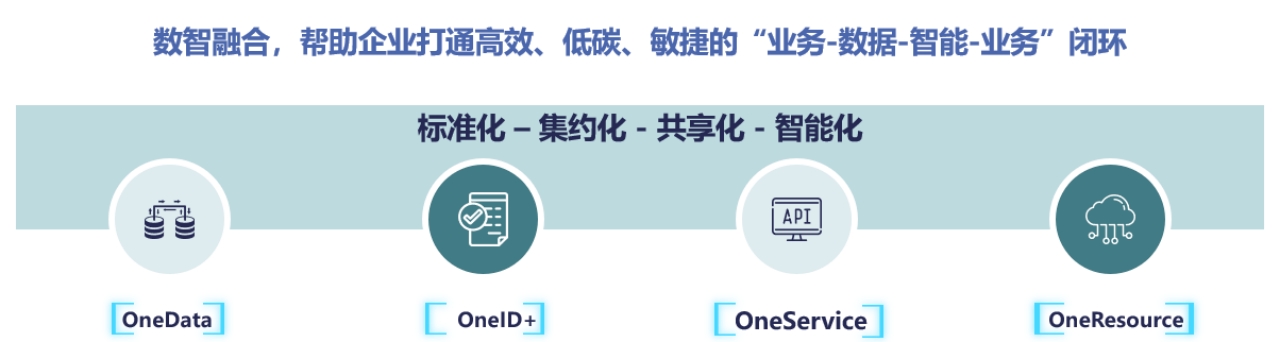 数智融合，帮助企业打通高效、低碳、敏捷的“业务-数据-智能-业务”闭环
标准化 – 集约化 - 共享化 - 智能化
API
OneData
OneID+
OneService
OneResource